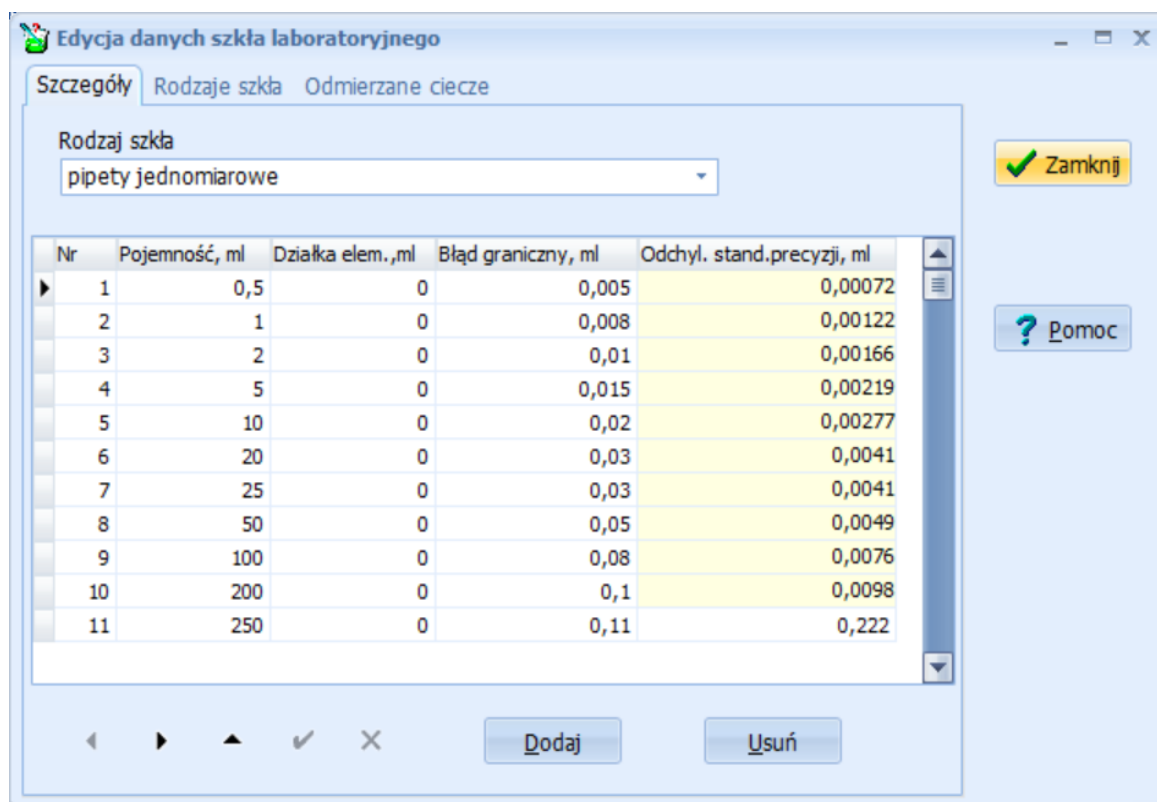 Edycja danych szkła laboratoryjnego
Szczegóły Rodzaje szkła Odmierzane ciecze
Rodzaj szkła
pipety jednomiarowe
Zamknij
Nr Pojemność, ml Działka elem.,ml Błąd graniczny, ml Odchyl. stand.precyzji, ml
1 0,5 0 0,005 0,00072
2 1 0 0,008 0,00122
Pomoc
3 2 0 0,01 0,00166
4 5 0 0,015 0,00219
5 10 0 0,02 0,00277
6 20 0 0,03 0,0041
7 25 0 0,03 0,0041
8 50 0 0,05 0,0049
9 100 0 0,08 0,0076
10 200 0 0,1 0,0098
11 250 0 0,11 0,222
Dodaj Usuń